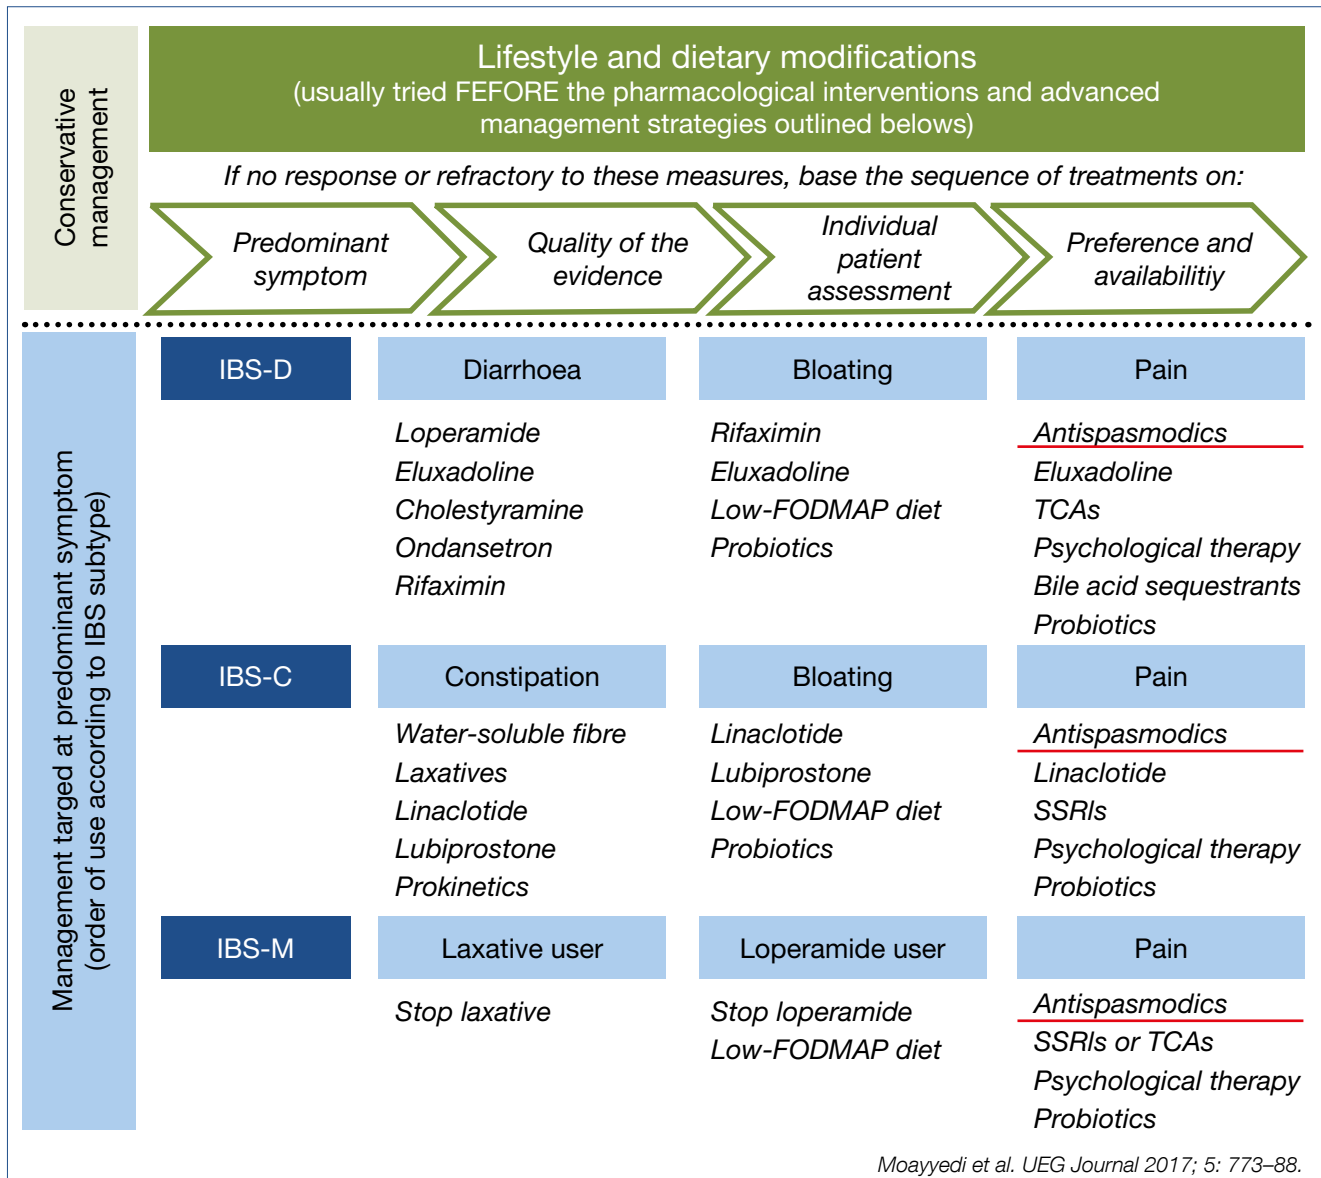 Conservative
management
Lifestyle and dietary modifications
(usually tried FEFORE the pharmacological interventions and advanced
management strategies outlined belows)
If no response or refractory to these measures, base the sequence of treatments on:
Predominant
symptom
Quality of the
evidence
Individual
patient
assessment
Preference and
availabilitiy
Management targed at predominant symptom
(order of use according to IBS subtype)
IBS-D
Diarrhoea
Loperamide
Eluxadoline
Cholestyramine
Ondansetron
Rifaximin
Bloating
Rifaximin
Eluxadoline
Low-FODMAP diet
Probiotics
Pain
Antispasmodics
Eluxadoline
TCAs
Psychological therapy
Bile acid sequestrants
Probiotics
IBS-C
Constipation
Water-soluble fibre
Laxatives
Linaclotide
Lubiprostone
Prokinetics
Bloating
Linaclotide
Lubiprostone
Low-FODMAP diet
Probiotics
Pain
Antispasmodics
Linaclotide
SSRIs
Psychological therapy
Probiotics
IBS-M
Laxative user
Stop laxative
Loperamide user
Stop loperamide
Low-FODMAP diet
Pain
Antispasmodics
SSRIs or TCAs
Psychological therapy
Probiotics
Moayyedi et al. UEG Journal 2017; 5: 773–88.